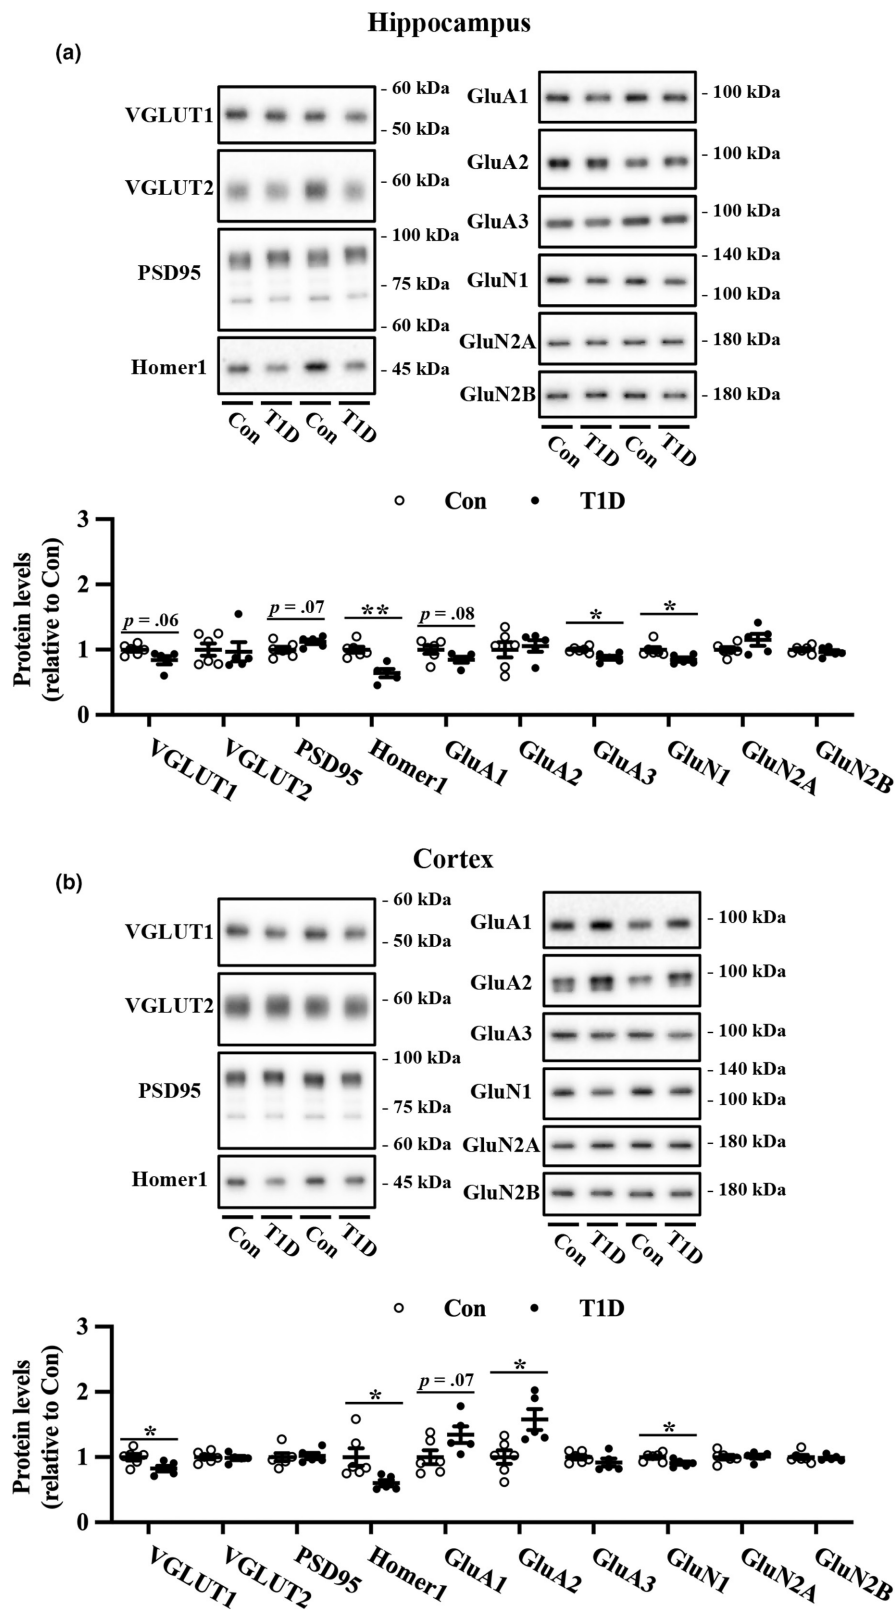 Hippocampus
(a)
VGLUT1
- 60 kDa
- 50 kDa
VGLUT2
- 60 kDa
PSD95
- 100 kDa
- 75 kDa
- 60 kDa
Homer1
- 45 kDa
Con T1D Con T1D
GluA1
- 100 kDa
GluA2
- 100 kDa
GluA3
- 100 kDa
GluN1
- 140 kDa
- 100 kDa
GluN2A
- 180 kDa
GluN2B
- 180 kDa
Con T1D Con T1D
Con T1D
Protein levels
(relative to Con)
3
2
1
0
p = .06
p = .07
**
p = .08
*
*
VGLUT1 VGLUT2 PSD95 Homer1 GluA1 GluA2 GluA3 GluN1 GluN2A GluN2B
Cortex
(b)
VGLUT1
- 60 kDa
- 50 kDa
VGLUT2
- 60 kDa
PSD95
- 100 kDa
- 75 kDa
- 60 kDa
Homer1
- 45 kDa
Con T1D Con T1D
GluA1
- 100 kDa
GluA2
- 100 kDa
GluA3
- 100 kDa
GluN1
- 140 kDa
- 100 kDa
GluN2A
- 180 kDa
GluN2B
- 180 kDa
Con T1D Con T1D
Con T1D
Protein levels
(relative to Con)
3
2
1
0
*
*
p = .07
*
*
VGLUT1 VGLUT2 PSD95 Homer1 GluA1 GluA2 GluA3 GluN1 GluN2A GluN2B